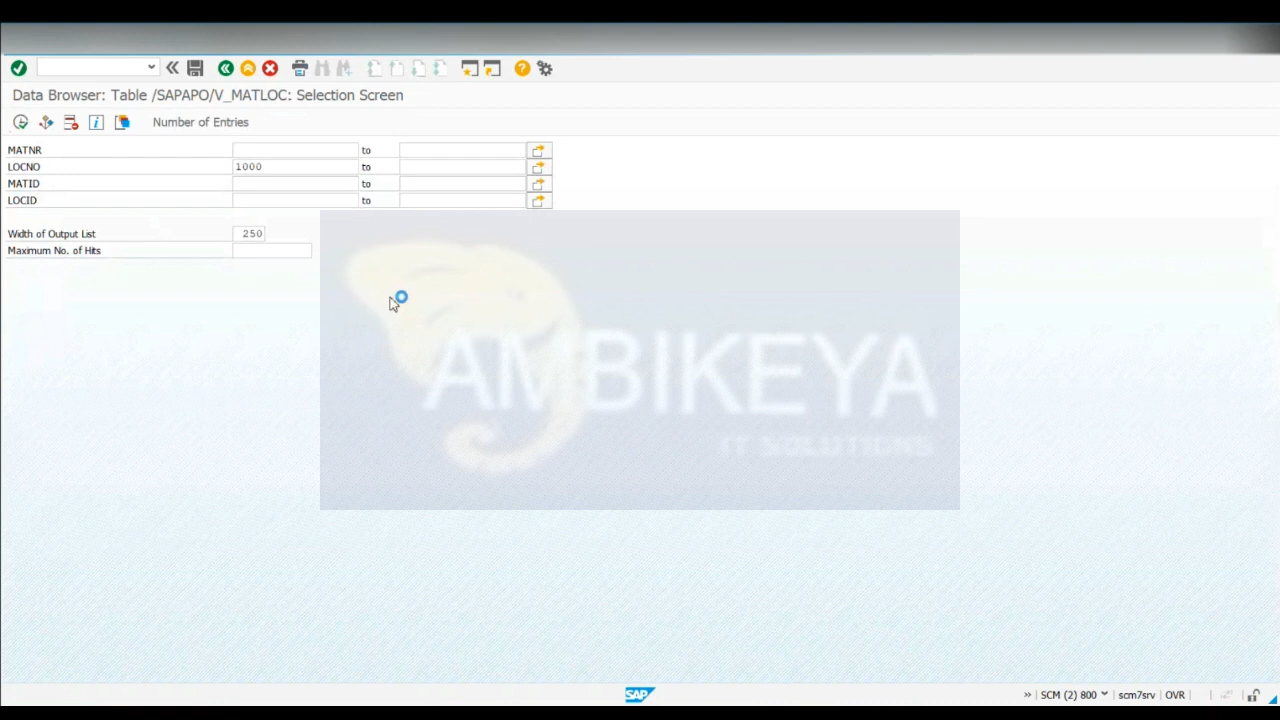 Data Browser: Table /SAPAPO/V_MATLOC: Selection Screen
Number of Entries
MATNR to
LOCNO 1000 to
MATID to
LOCID to
Width of Output List 250
Maximum No. of Hits
AMBIKEYA
IT SOLUTIONS
SAP
SCM (2) 800 scm7srv OVR